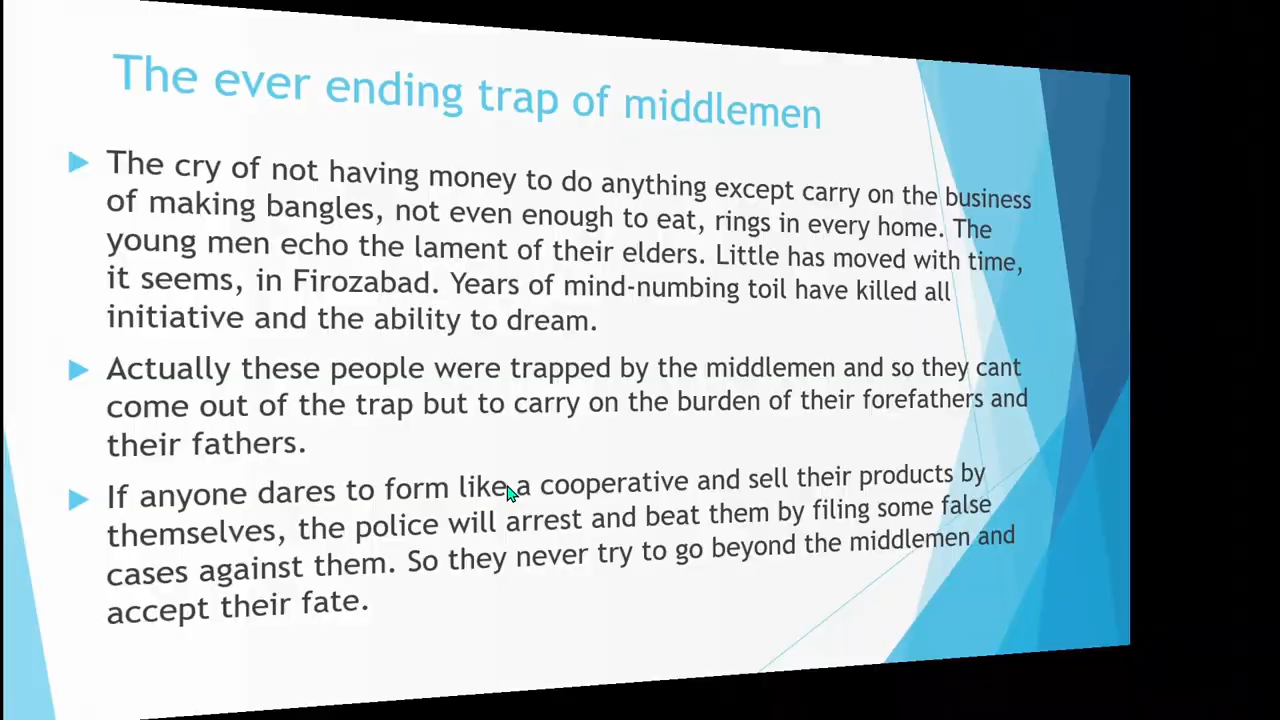 The ever ending trap of middlemen
The cry of not having money to do anything except carry on the business
of making bangles, not even enough to eat, rings in every home. The
young men echo the lament of their elders. Little has moved with time,
it seems, in Firozabad. Years of mind-numbing toil have killed all
initiative and the ability to dream.
Actually these people were trapped by the middlemen and so they cant
come out of the trap but to carry on the burden of their forefathers and
their fathers.
If anyone dares to form like a cooperative and sell their products by
themselves, the police will arrest and beat them by filing some false
cases against them. So they never try to go beyond the middlemen and
accept their fate.